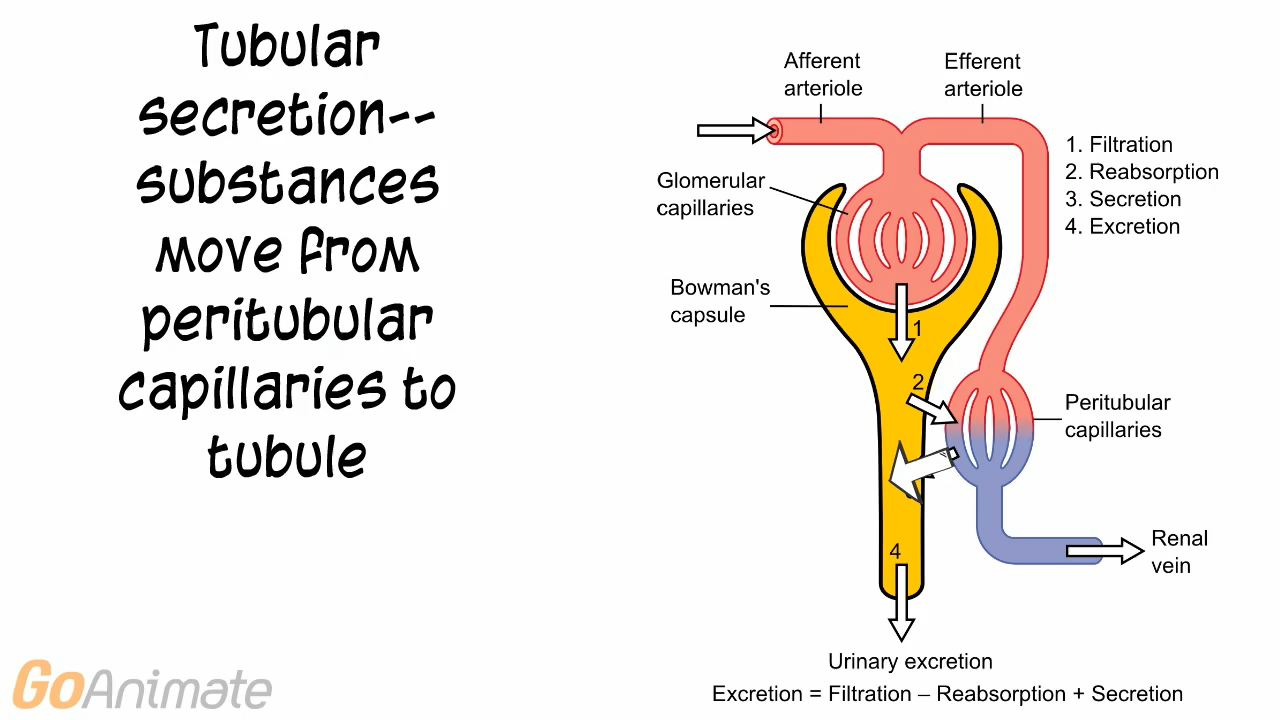 Tubular
secretion--
substances
move from
peritubular
capillaries to
tubule
Afferent
arteriole
Efferent
arteriole
1. Filtration
2. Reabsorption
3. Secretion
4. Excretion
Glomerular
capillaries
Bowman's
capsule
1
2
Peritubular
capillaries
4
Renal
vein
Urinary excretion
Excretion = Filtration – Reabsorption + Secretion
GoAnimate